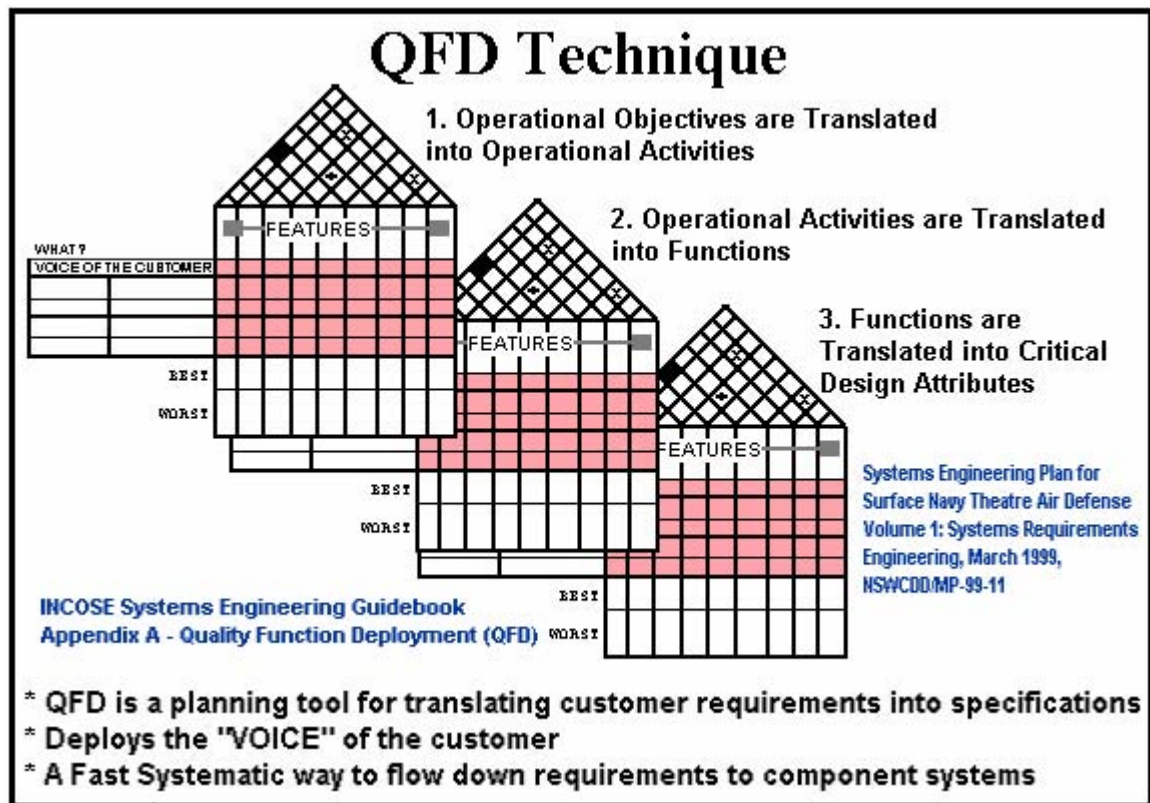 QFD Technique
1. Operational Objectives are Translated
into Operational Activities
FEATURES
WHAT?
VOICE OF THE CUSTOMER
BEST
WORST
2. Operational Activities are Translated
into Functions
FEATURES
BEST
WORST
3. Functions are
Translated into Critical
Design Attributes
FEATURES
BEST
WORST
Systems Engineering Plan for
Surface Navy Theatre Air Defense
Volume 1: Systems Requirements
Engineering, March 1999,
NSWCDD/MP-99-11
INCOSE Systems Engineering Guidebook
Appendix A - Quality Function Deployment (QFD)
* QFD is a planning tool for translating customer requirements into specifications
* Deploys the "VOICE" of the customer
* A Fast Systematic way to flow down requirements to component systems